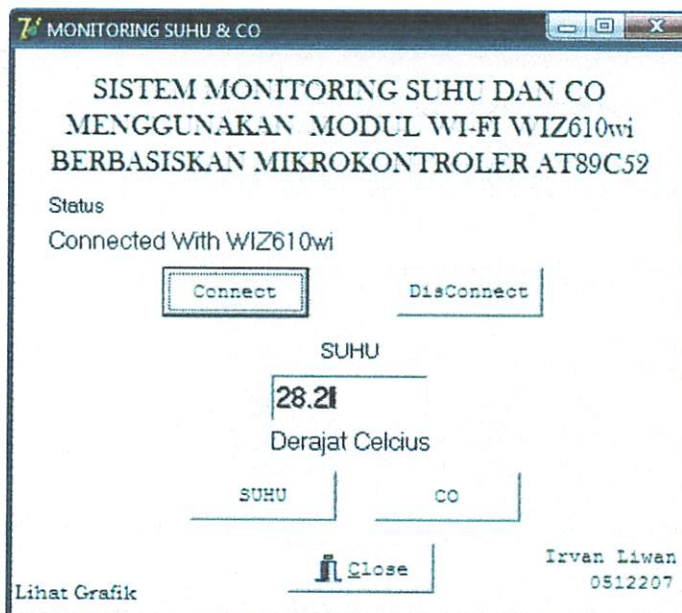 MONITORING SUHU & CO
SISTEM MONITORING SUHU DAN CO
MENGGUNAKAN MODUL WI-FI WIZ610wi
BERBASISKAN MIKROKONTROLER AT89C52
Status
Connected With WIZ610wi
Connect DisConnect
SUHU
28.2
Derajat Celcius
SUHU CO
Close
Irvan Liwan
0512207
Lihat Grafik